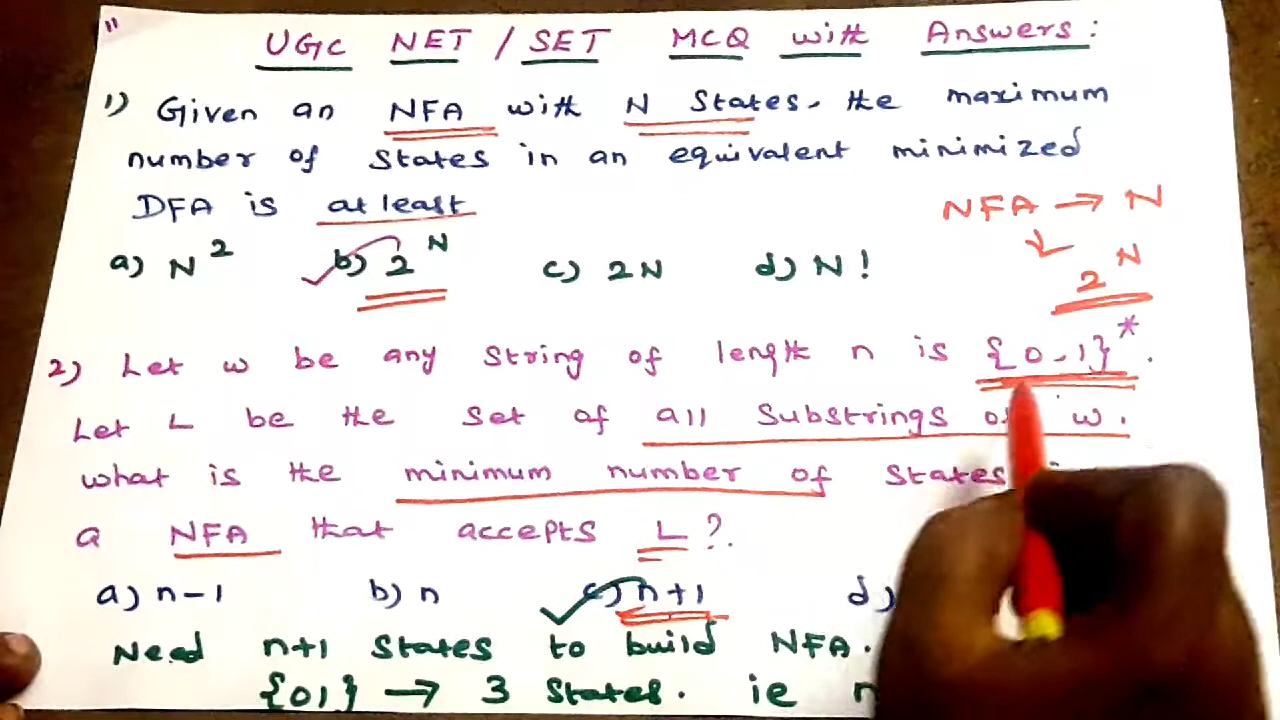 "
UGC NET / SET MCQ with Answers :
1) Given an NFA with N States, the maximum
number of states in an equivalent minimized
DFA is atleast
NFA → N
a) N² b) 2^N c) 2N d) N!
2^N
2) Let w be any string of length n is {0-1}*.
Let L be the set of all substrings of w.
what is the minimum number of states
a NFA that accepts L?
a) n-1 b) n c) n+1 d)
Need n+1 states to build NFA.
{01} → 3 states. ie n